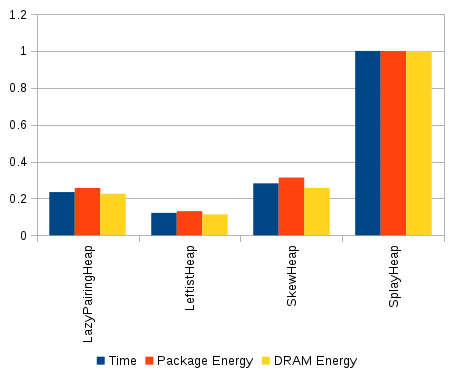 1.2
1
0.8
0.6
0.4
0.2
0
LazyPairingHeap
LeftistHeap
SkewHeap
SplayHeap
Time Package Energy DRAM Energy